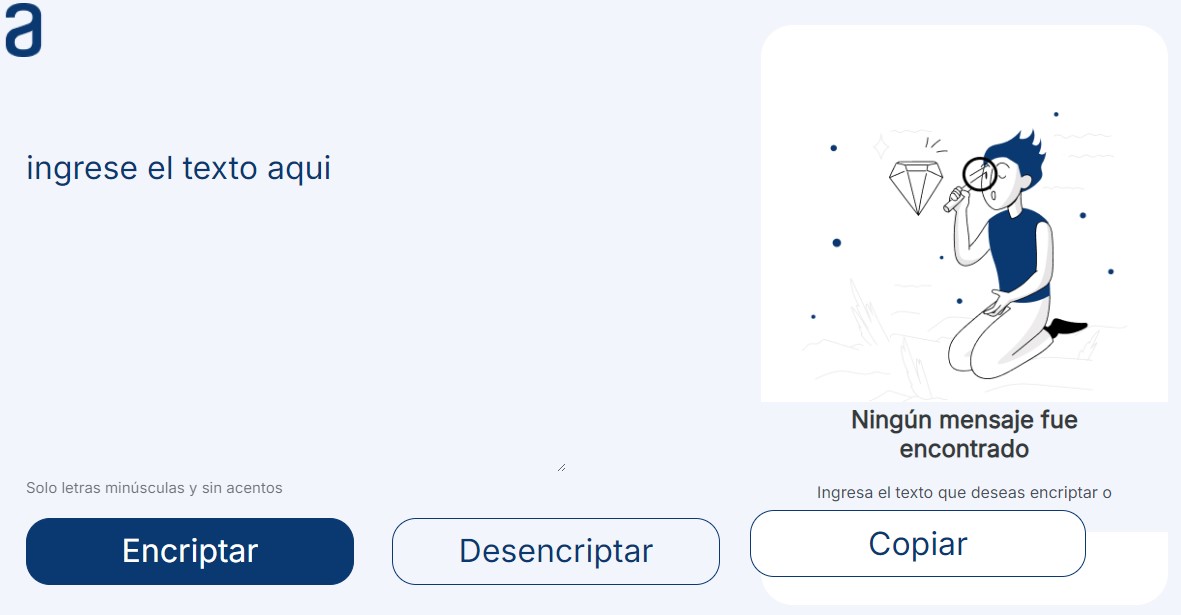 a
ingrese el texto aqui
Solo letras minúsculas y sin acentos
Encriptar
Desencriptar
Ningún mensaje fue
encontrado
Ingresa el texto que deseas encriptar o
Copiar